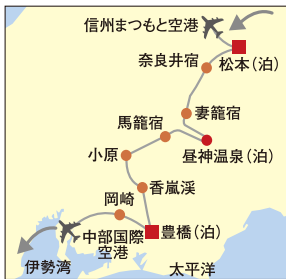 信州まつもと空港
松本（泊）
奈良井宿
妻籠宿
馬籠宿
昼神温泉（泊）
小原
香嵐渓
岡崎
中部国際
空港
豊橋（泊）
伊勢湾
太平洋